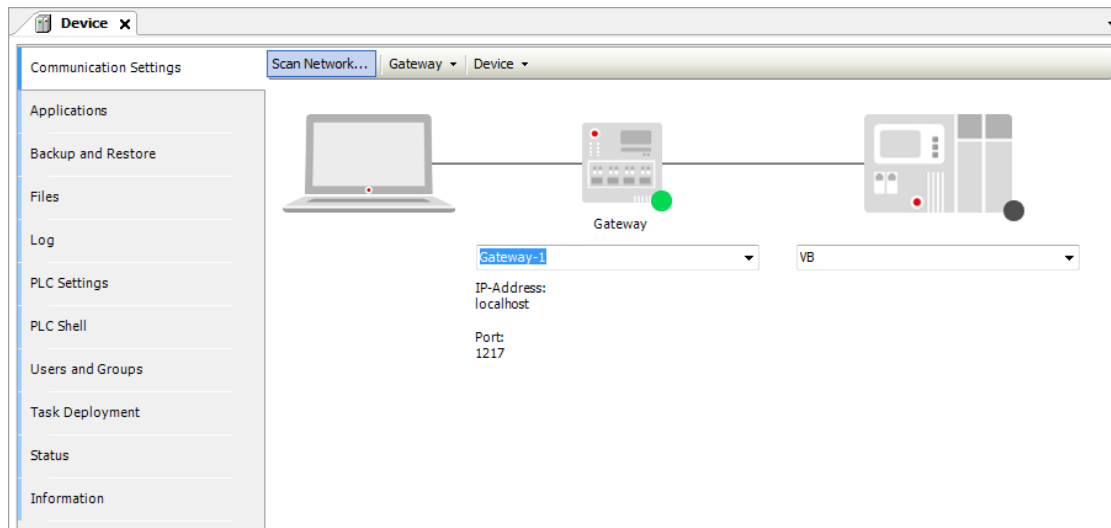 Device
Communication Settings
Scan Network... Gateway Device
Applications
Backup and Restore
Files
Log
PLC Settings
PLC Shell
Users and Groups
Task Deployment
Status
Information
Gateway
Gateway-1 VB
IP-Address:
localhost
Port:
1217